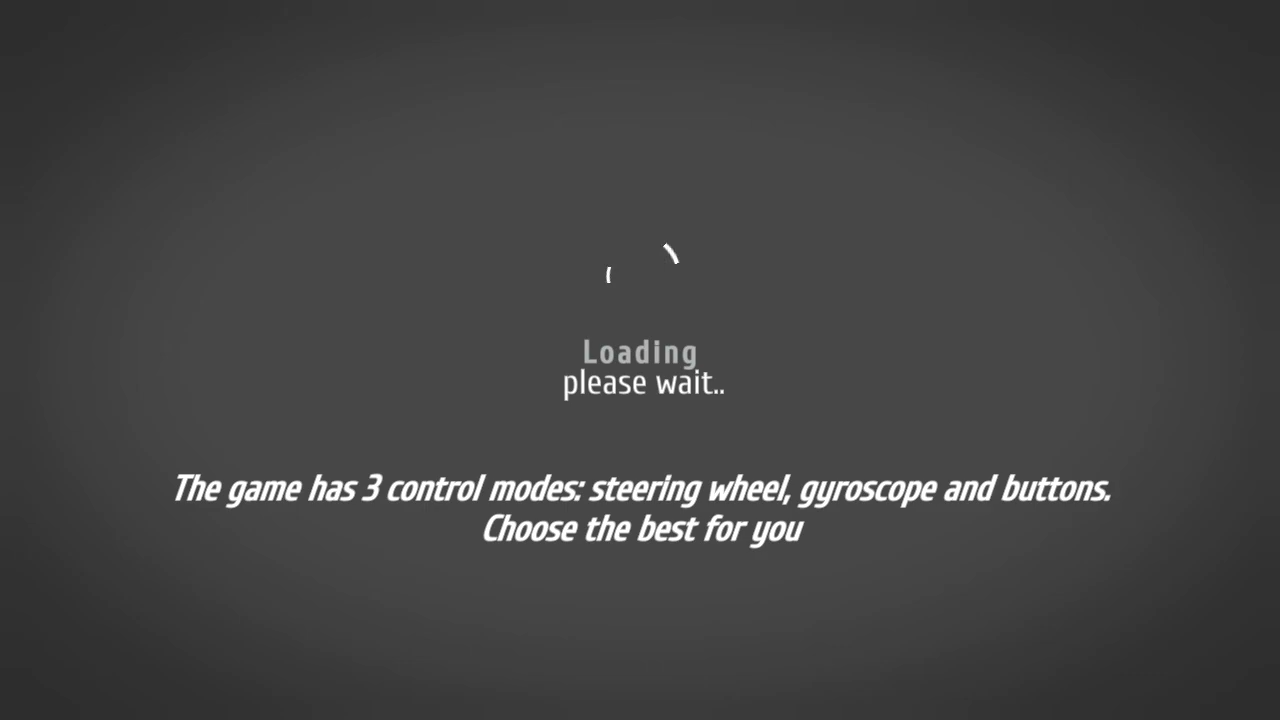 Loading
please wait..
The game has 3 control modes: steering wheel, gyroscope and buttons.
Choose the best for you